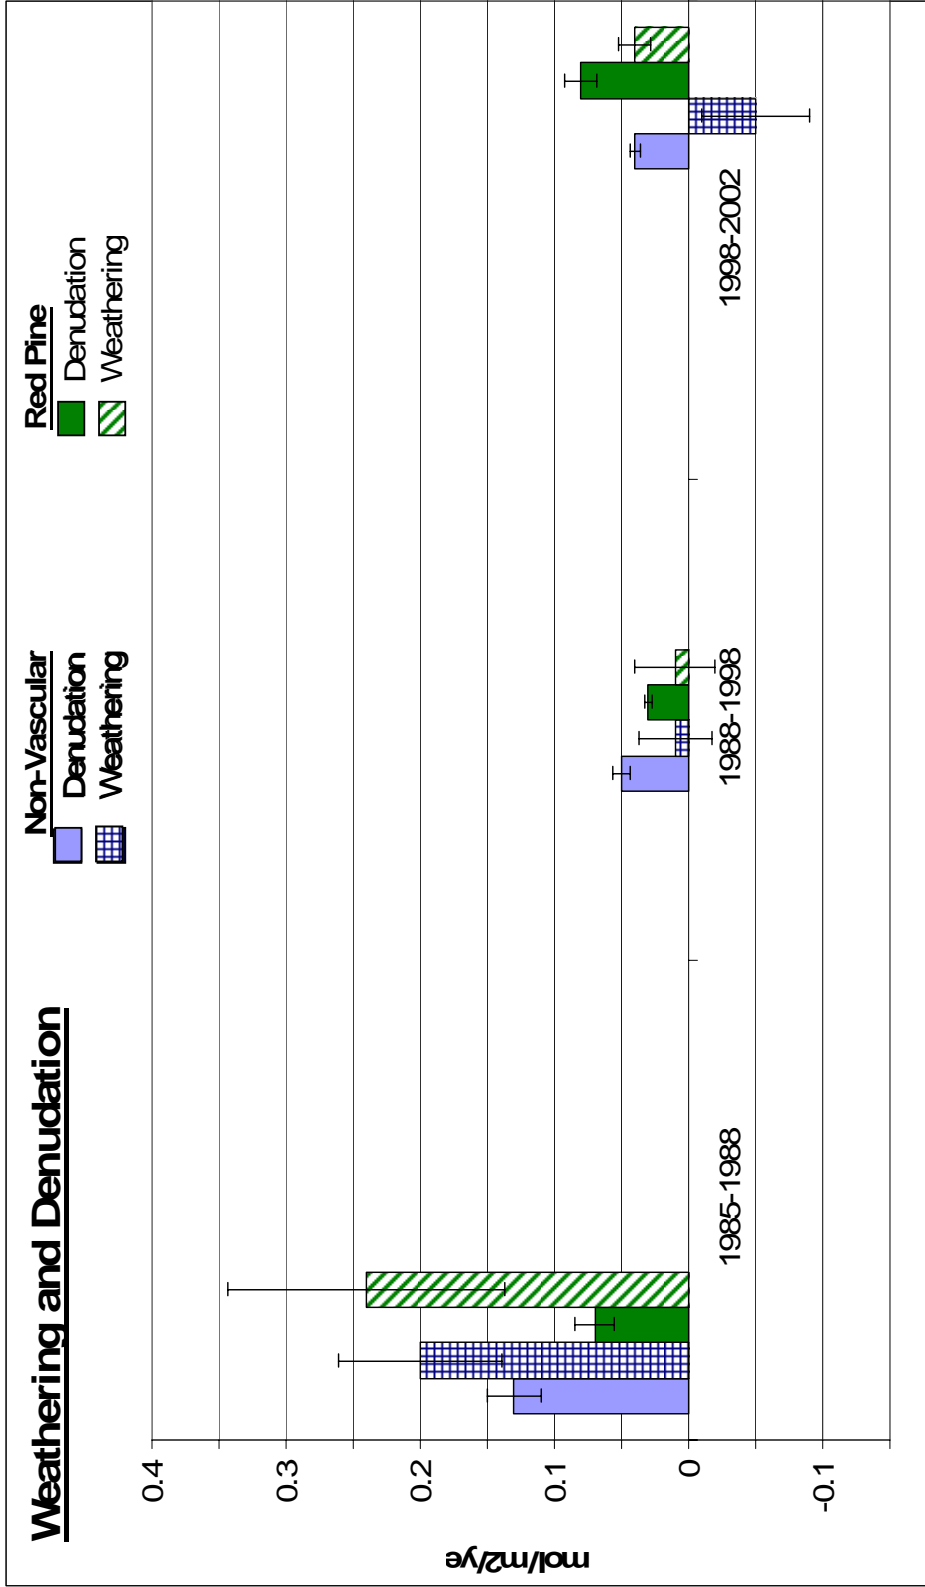 Weathering and Denudation
Non-Vascular
Denudation
Weathering
Red Pine
Denudation
Weathering
mol/m2/ye
0.4
0.3
0.2
0.1
0
-0.1
1985-1988
1988-1998
1998-2002